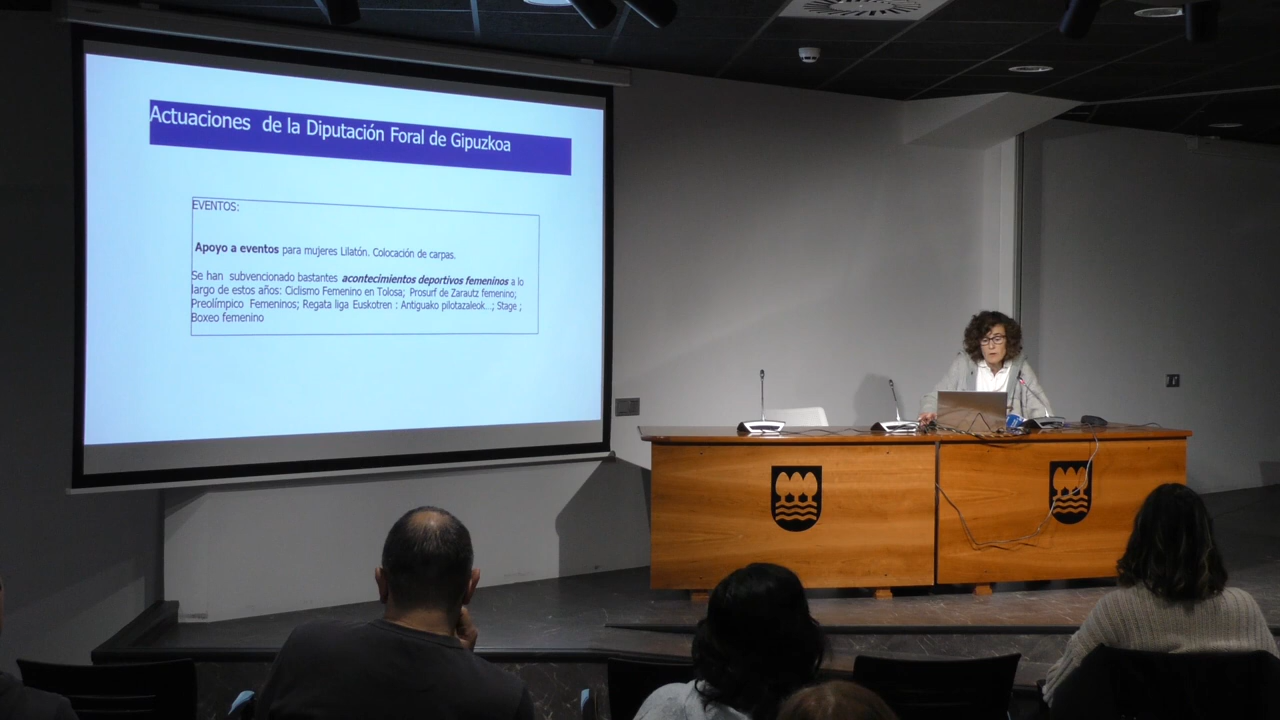 Actuaciones de la Diputación Foral de Gipuzkoa
EVENTOS:
Apoyo a eventos para mujeres Lilatón. Colocación de carpas.
Se han subvencionado bastantes acontecimientos deportivos femeninos a lo
largo de estos años: Ciclismo Femenino en Tolosa; Prosurf de Zarautz femenino;
Preolímpico Femeninos; Regata liga Euskotren : Antiguako pilotazaleok...; Stage ;
Boxeo femenino